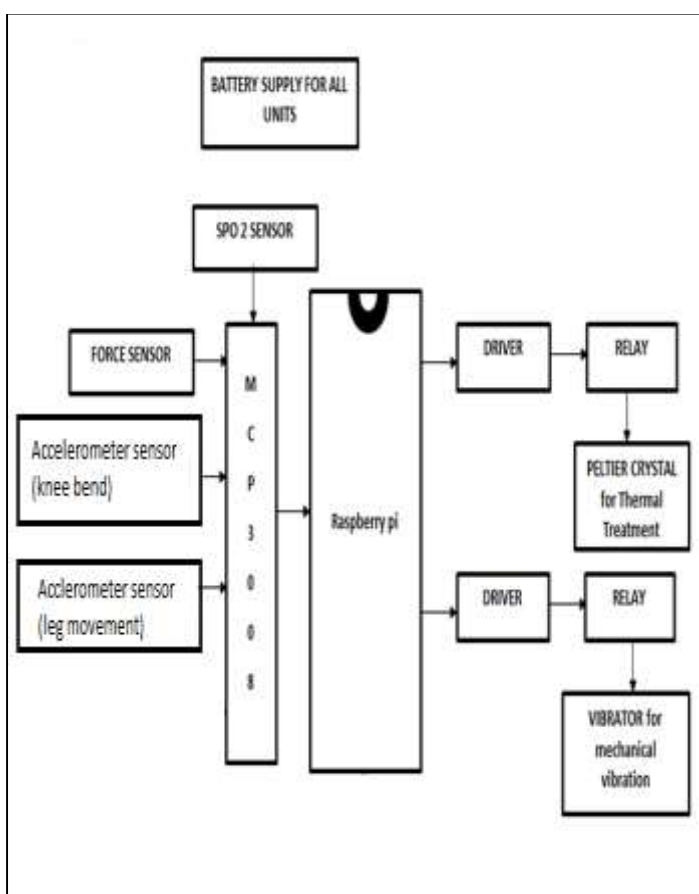 BATTERY SUPPLY FOR ALL
UNITS
SPO 2 SENSOR
FORCE SENSOR
Accelerometer sensor
(knee bend)
Acclerometer sensor
(leg movement)
M
C
P
3
0
0
8
Raspberry pi
DRIVER
RELAY
PELTIER CRYSTAL
for Thermal
Treatment
DRIVER
RELAY
VIBRATOR for
mechanical
vibration